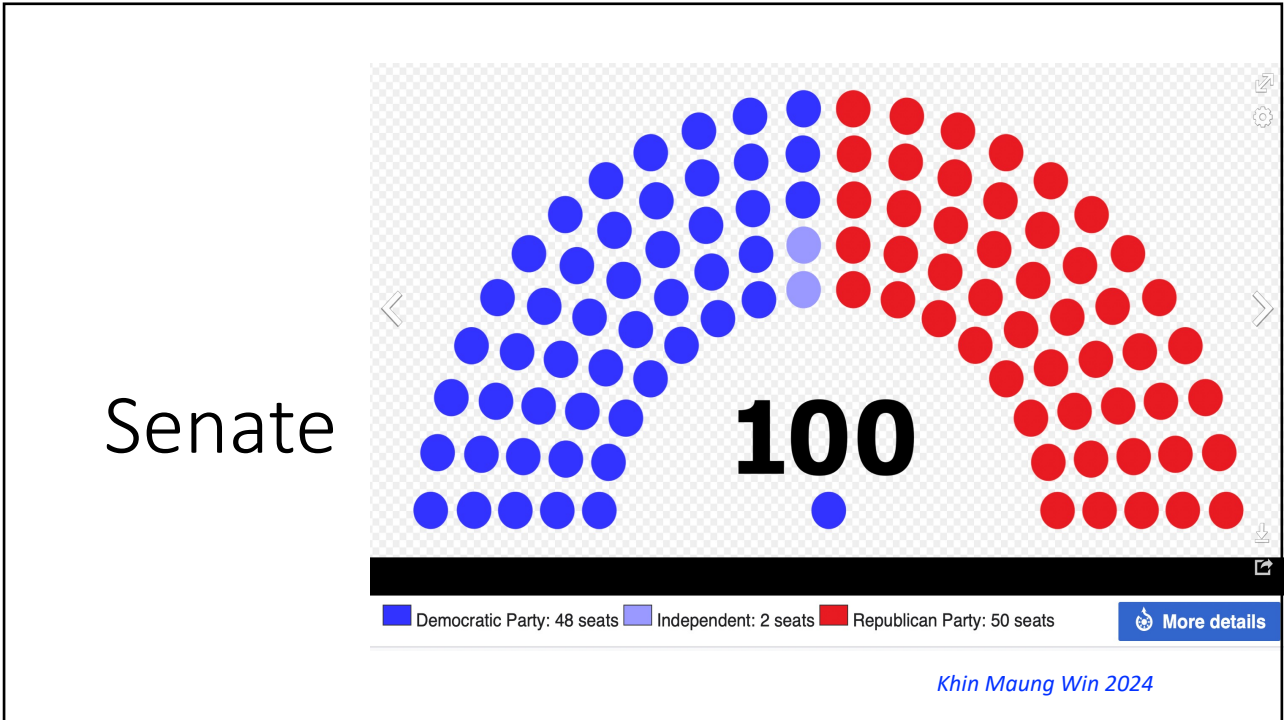 Senate
100
Democratic Party: 48 seats Independent: 2 seats Republican Party: 50 seats
More details
Khin Maung Win 2024